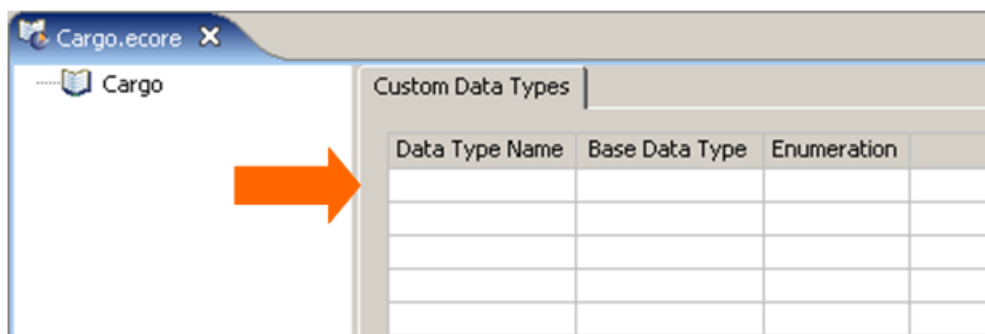 Cargo.ecore
Cargo
Custom Data Types
Data Type Name Base Data Type Enumeration